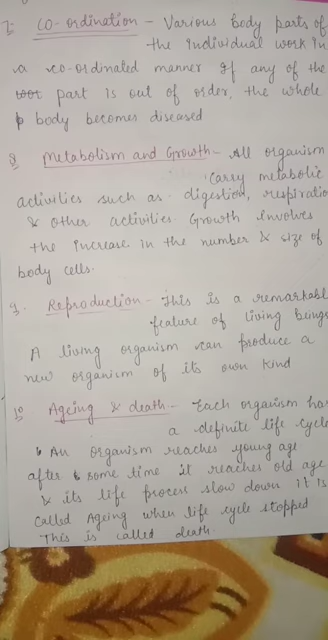 7. CO-ordination - Various body parts of
the individual work in
a co-ordinated manner If any of the
part is out of order, the whole
body becomes diseased
8. Metabolism and Growth - All organism
carry metabolic
activities such as digestion, respiratio
& other activities. Growth involves
the increase in the number & size of
body cells.
9. Reproduction - This is a remarkabl
feature of living beings
A living organism can produce a
new organism of its own kind
10 Ageing & death - Each organism has
a definite life cycle
An organism reaches young age
after some time it reaches old age
& its life process slow down it is
called Ageing when life cycle stopped
This is called death.